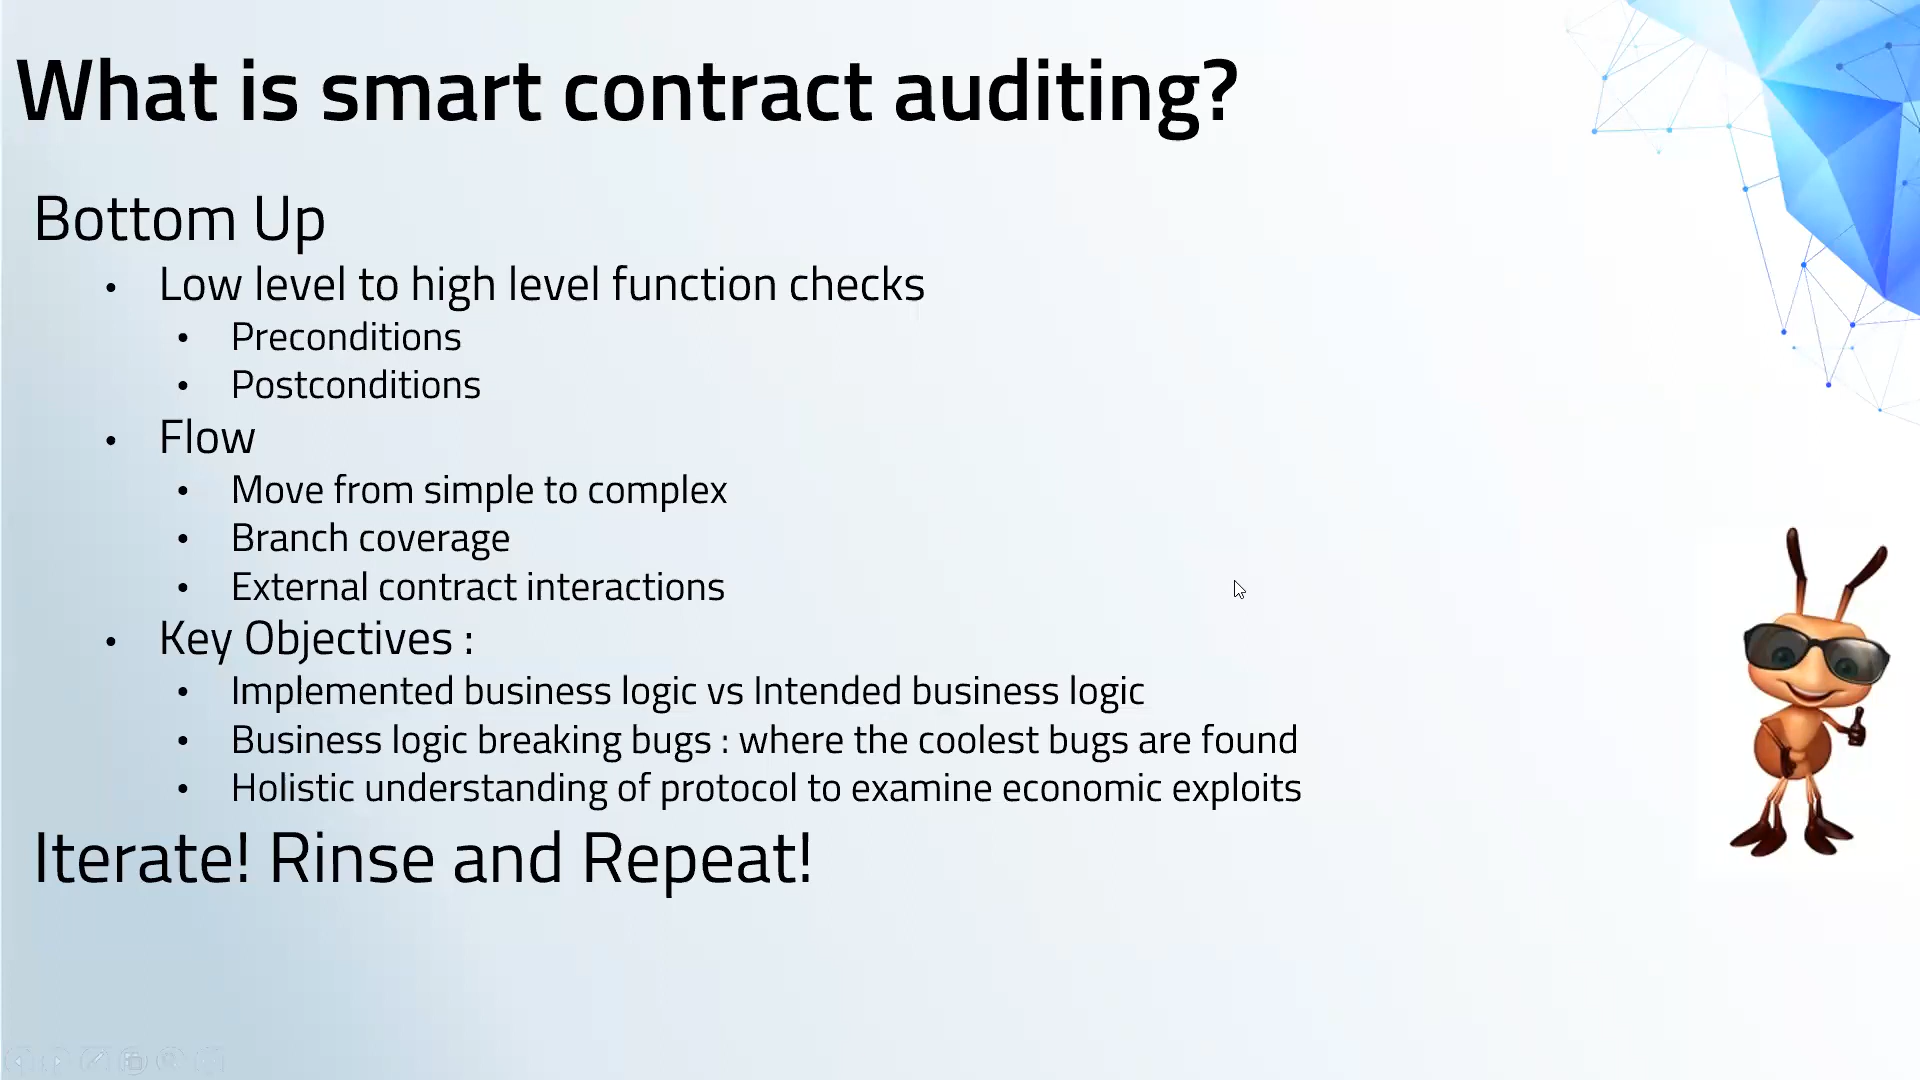 What is smart contract auditing?
Bottom Up
• Low level to high level function checks
• Preconditions
• Postconditions
• Flow
• Move from simple to complex
• Branch coverage
• External contract interactions
• Key Objectives :
• Implemented business logic vs Intended business logic
• Business logic breaking bugs : where the coolest bugs are found
• Holistic understanding of protocol to examine economic exploits
Iterate! Rinse and Repeat!